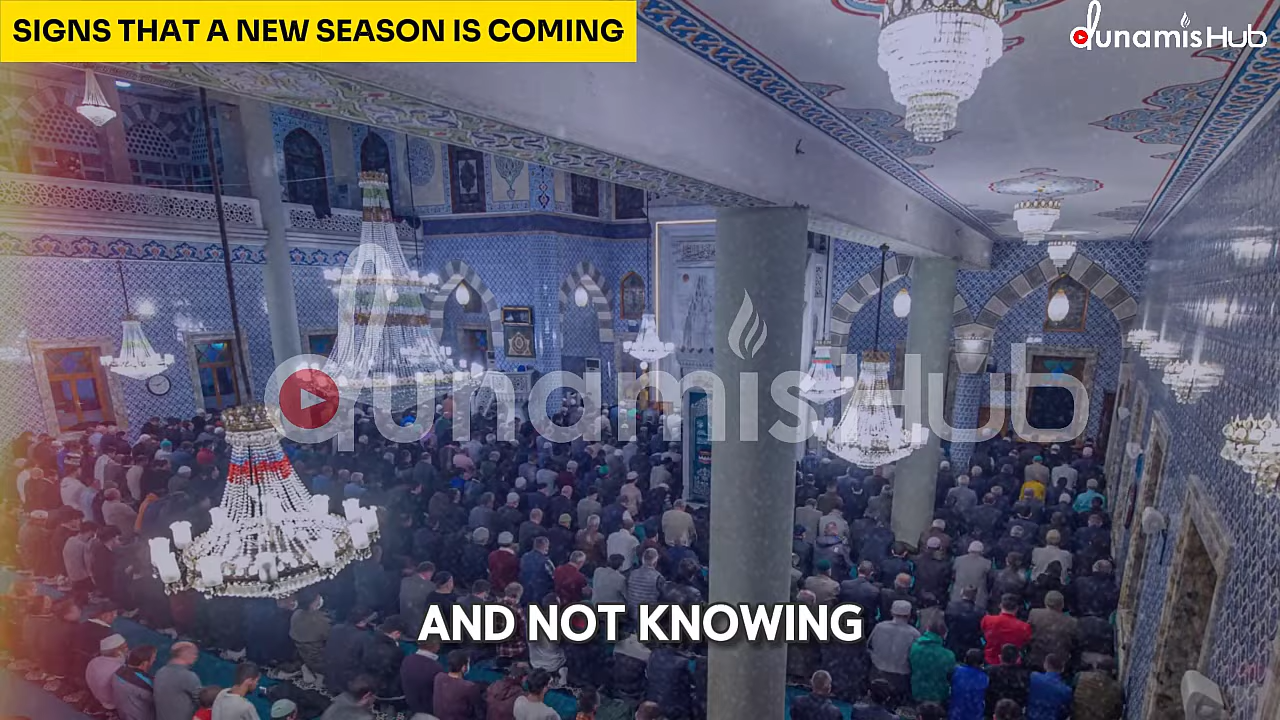 SIGNS THAT A NEW SEASON IS COMING
dunamisHub
dunamisHub
AND NOT KNOWING